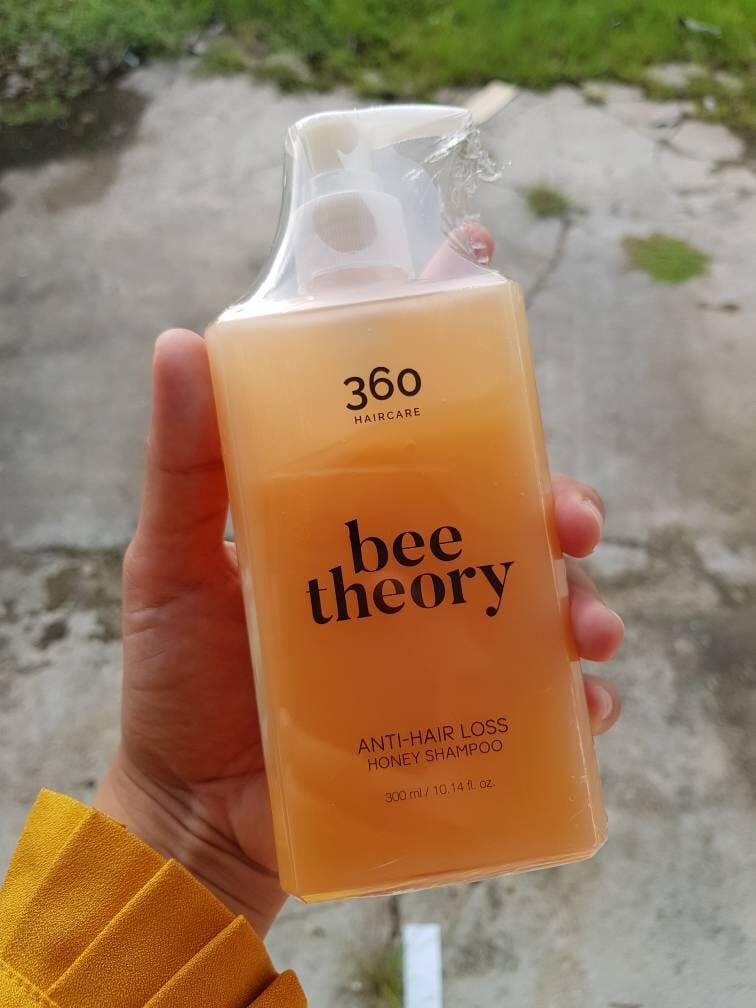 360
HAIRCARE
bee
theory
ANTI-HAIR LOSS
HONEY SHAMPOO
300 ml / 10.14 fl. oz.